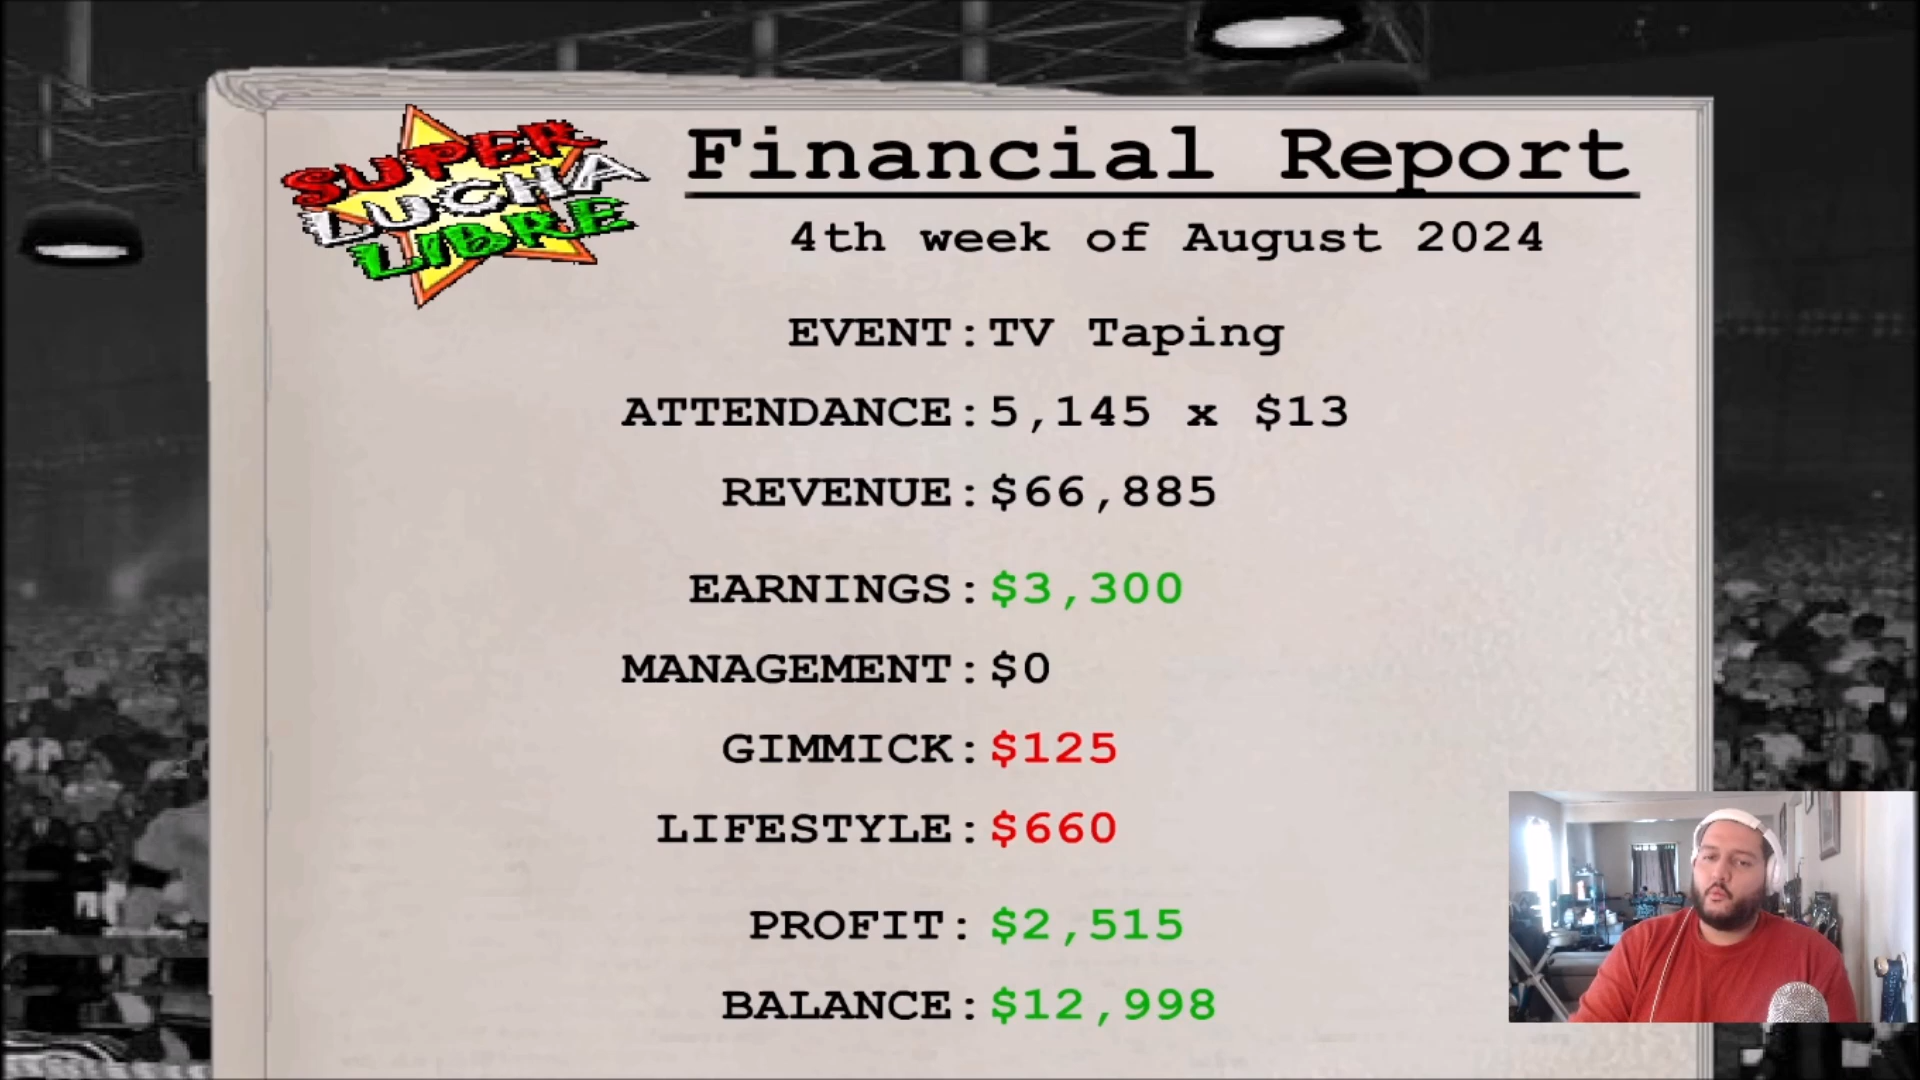 SUPER
LUCHA
LIBRE
Financial Report
4th week of August 2024
EVENT: TV Taping
ATTENDANCE: 5,145 x $13
REVENUE: $66,885
EARNINGS: $3,300
MANAGEMENT: $0
GIMMICK: $125
LIFESTYLE: $660
PROFIT: $2,515
BALANCE: $12,998